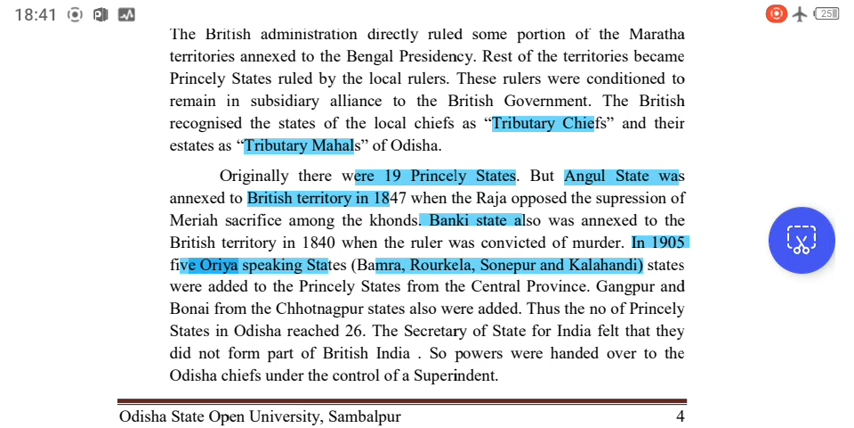 18:41
25
The British administration directly ruled some portion of the Maratha
territories annexed to the Bengal Presidency. Rest of the territories became
Princely States ruled by the local rulers. These rulers were conditioned to
remain in subsidiary alliance to the British Government. The British
recognised the states of the local chiefs as “Tributary Chiefs” and their
estates as “Tributary Mahals” of Odisha.
Originally there were 19 Princely States. But Angul State was
annexed to British territory in 1847 when the Raja opposed the supression of
Meriah sacrifice among the khonds. Banki state also was annexed to the
British territory in 1840 when the ruler was convicted of murder. In 1905
five Oriya speaking States (Bamra, Rourkela, Sonepur and Kalahandi) states
were added to the Princely States from the Central Province. Gangpur and
Bonai from the Chhotnagpur states also were added. Thus the no of Princely
States in Odisha reached 26. The Secretary of State for India felt that they
did not form part of British India . So powers were handed over to the
Odisha chiefs under the control of a Superindent.
Odisha State Open University, Sambalpur 4